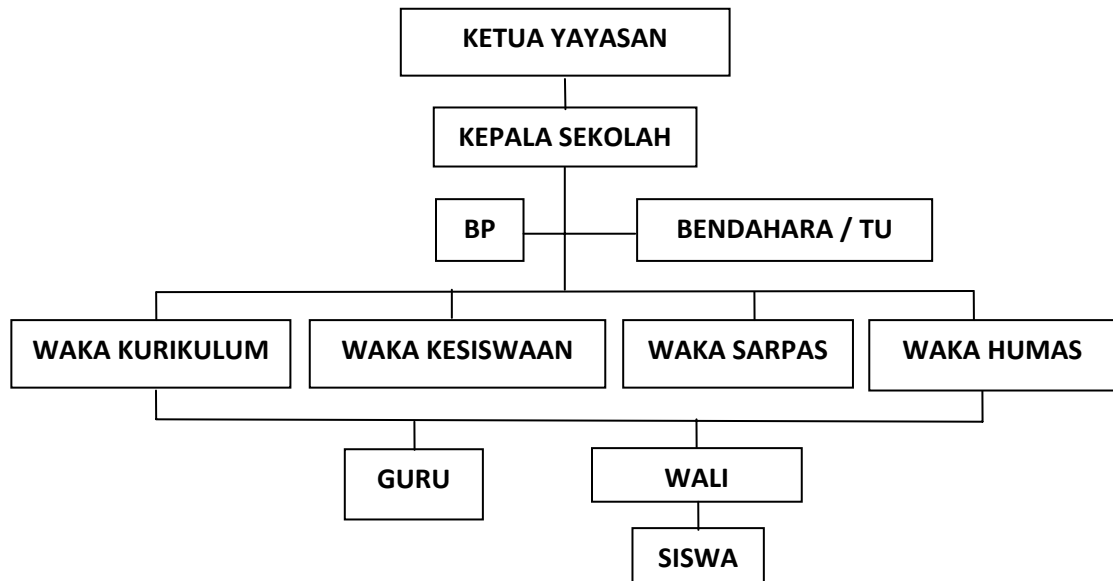 KETUA YAYASAN
KEPALA SEKOLAH
BP
BENDAHARA / TU
WAKA KURIKULUM
WAKA KESISWAAN
WAKA SARPAS
WAKA HUMAS
GURU
WALI
SISWA